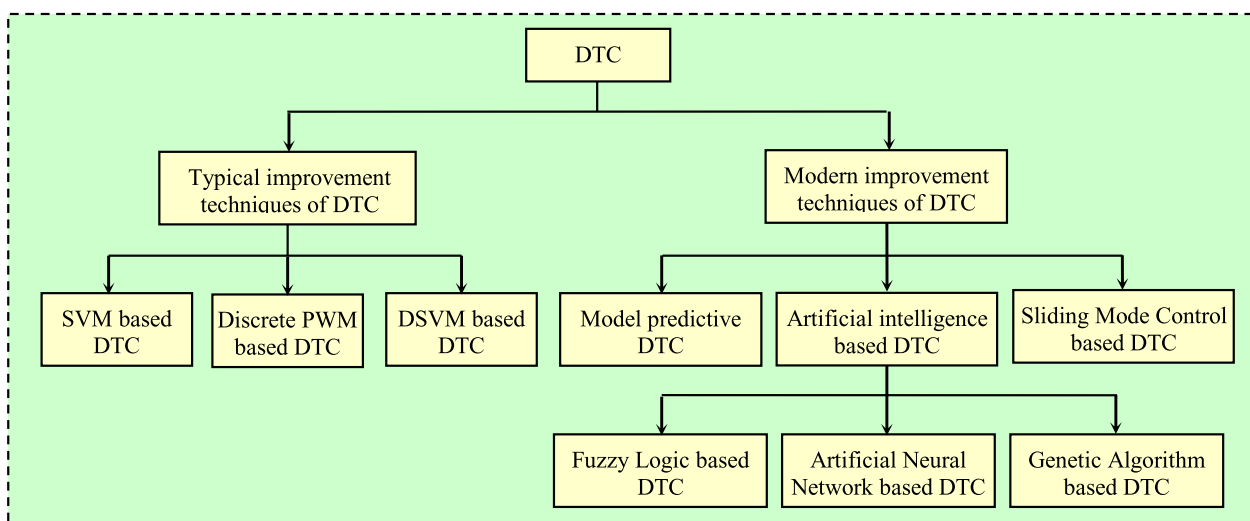 DTC
Typical improvement
techniques of DTC
Modern improvement
techniques of DTC
SVM based
DTC
Discrete PWM
based DTC
DSVM based
DTC
Model predictive
DTC
Artificial intelligence
based DTC
Sliding Mode Control
based DTC
Fuzzy Logic based
DTC
Artificial Neural
Network based DTC
Genetic Algorithm
based DTC